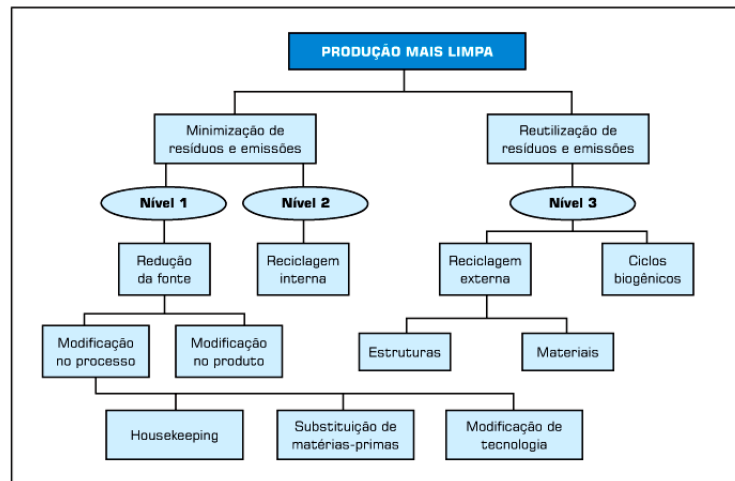 PRODUÇÃO MAIS LIMPA
Minimização de
resíduos e emissões
Reutilização de
resíduos e emissões
Nível 1
Nível 2
Nível 3
Redução
da fonte
Reciclagem
interna
Reciclagem
externa
Ciclos
biogênicos
Modificação
no processo
Modificação
no produto
Estruturas
Materiais
Housekeeping
Substituição de
matérias-primas
Modificação de
tecnologia